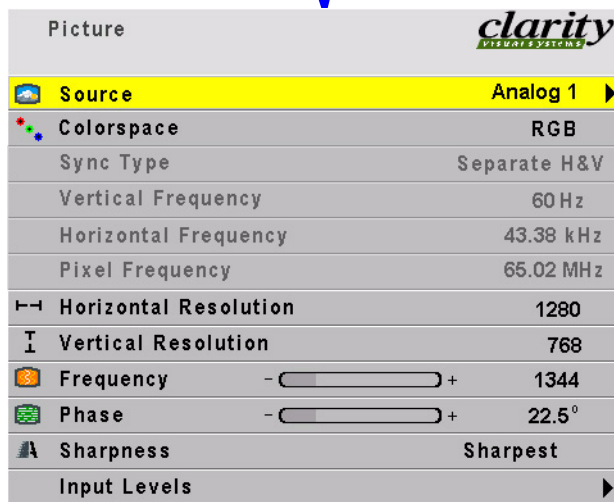 Picture
clarity
VISUAL SYSTEMS
Source Analog 1
Colorspace RGB
Sync Type Separate H&V
Vertical Frequency 60 Hz
Horizontal Frequency 43.38 kHz
Pixel Frequency 65.02 MHz
Horizontal Resolution 1280
Vertical Resolution 768
Frequency - + 1344
Phase - + 22.5°
Sharpness Sharpest
Input Levels